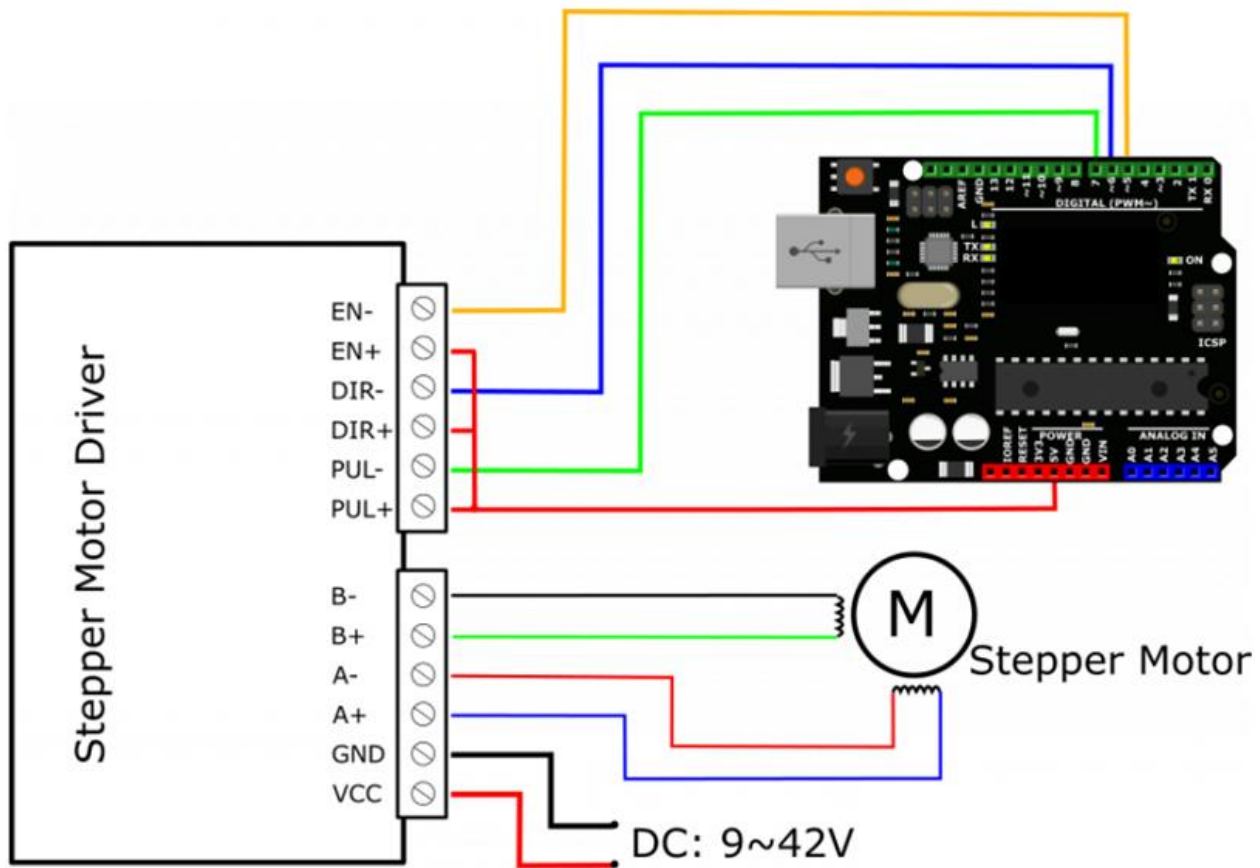 Stepper Motor Driver
EN-
EN+
DIR-
DIR+
PUL-
PUL+
B-
B+
A-
A+
GND
VCC
DC: 9~42V
M
Stepper Motor
AREF
GND
13
12
~11
~10
~9
8
7
~6
~5
4
~3
2
TX 1
RX 0
DIGITAL (PWM~)
L
TX
RX
ON
ICSP
POWER
ANALOG IN
IOREF
RESET
3V3
5V
GND
GND
VIN
A0
A1
A2
A3
A4
A5